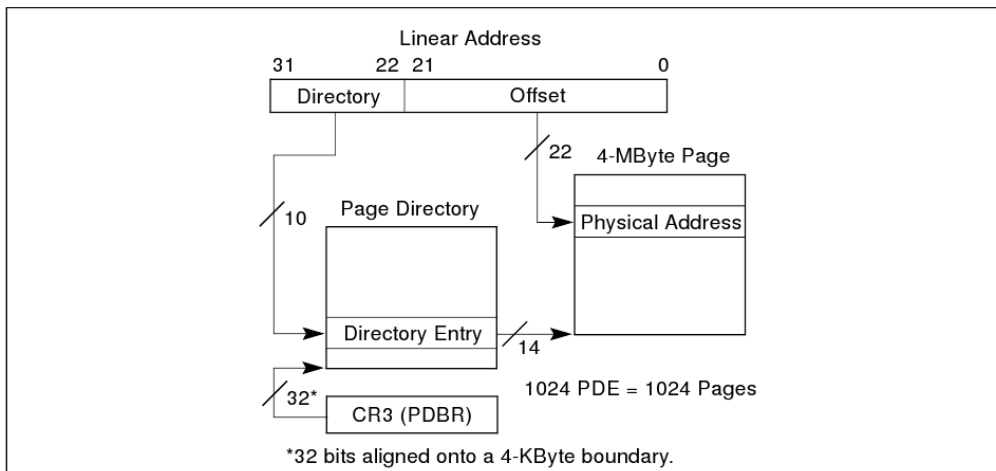 Linear Address
31 22 21 0
Directory Offset
22
4-MByte Page
10
Page Directory
Physical Address
Directory Entry
14
32*
1024 PDE = 1024 Pages
CR3 (PDBR)
*32 bits aligned onto a 4-KByte boundary.